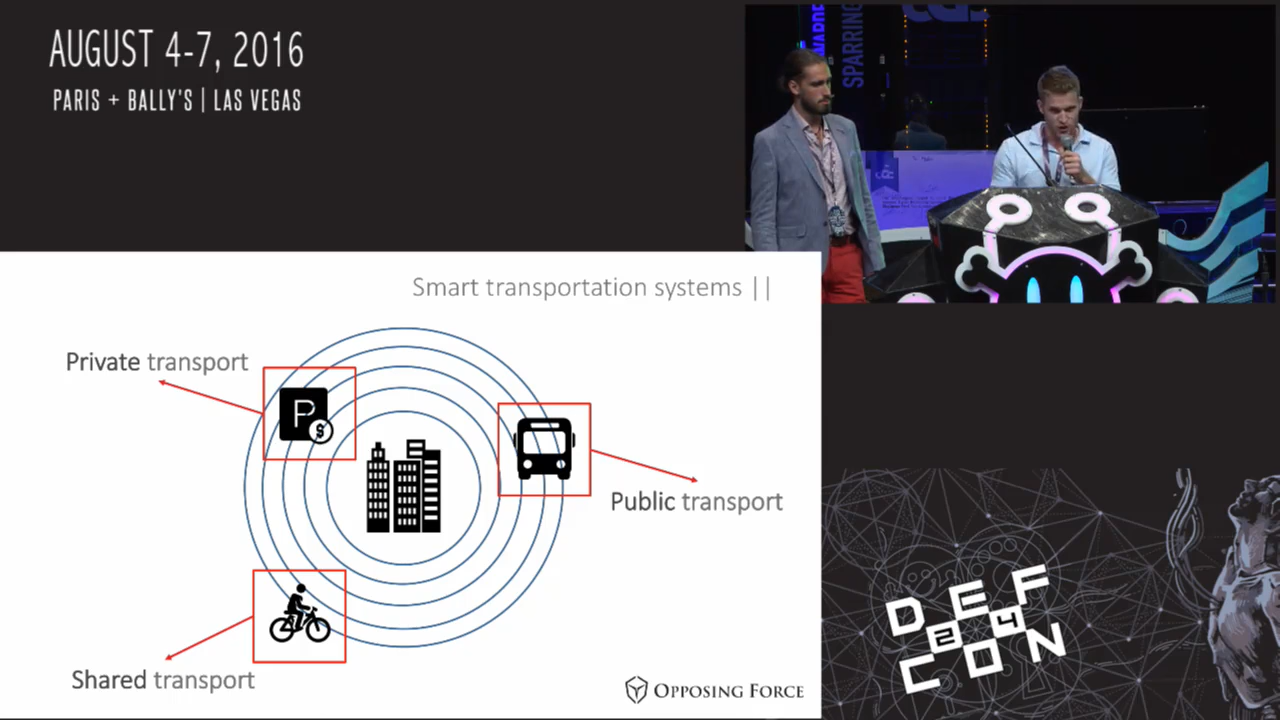 AUGUST 4-7, 2016
PARIS + BALLY'S | LAS VEGAS
SPARRING
Smart transportation systems ||
Private transport
P
$
Public transport
Shared transport
OPPOSING FORCE
DEF
24
CON